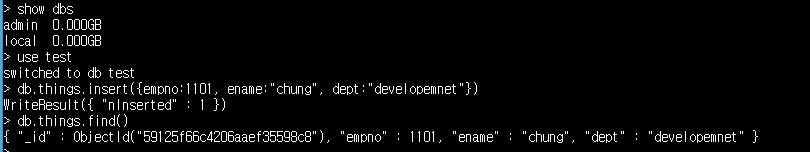 > show dbs
admin  0.000GB
local  0.000GB
> use test
switched to db test
> db.things.insert({empno:1101, ename:"chung", dept:"developemnet"})
WriteResult({ "nInserted" : 1 })
> db.things.find()
{ "_id" : ObjectId("59125f66c4206aaef35598c8"), "empno" : 1101, "ename" : "chung", "dept" : "developemnet" }
>